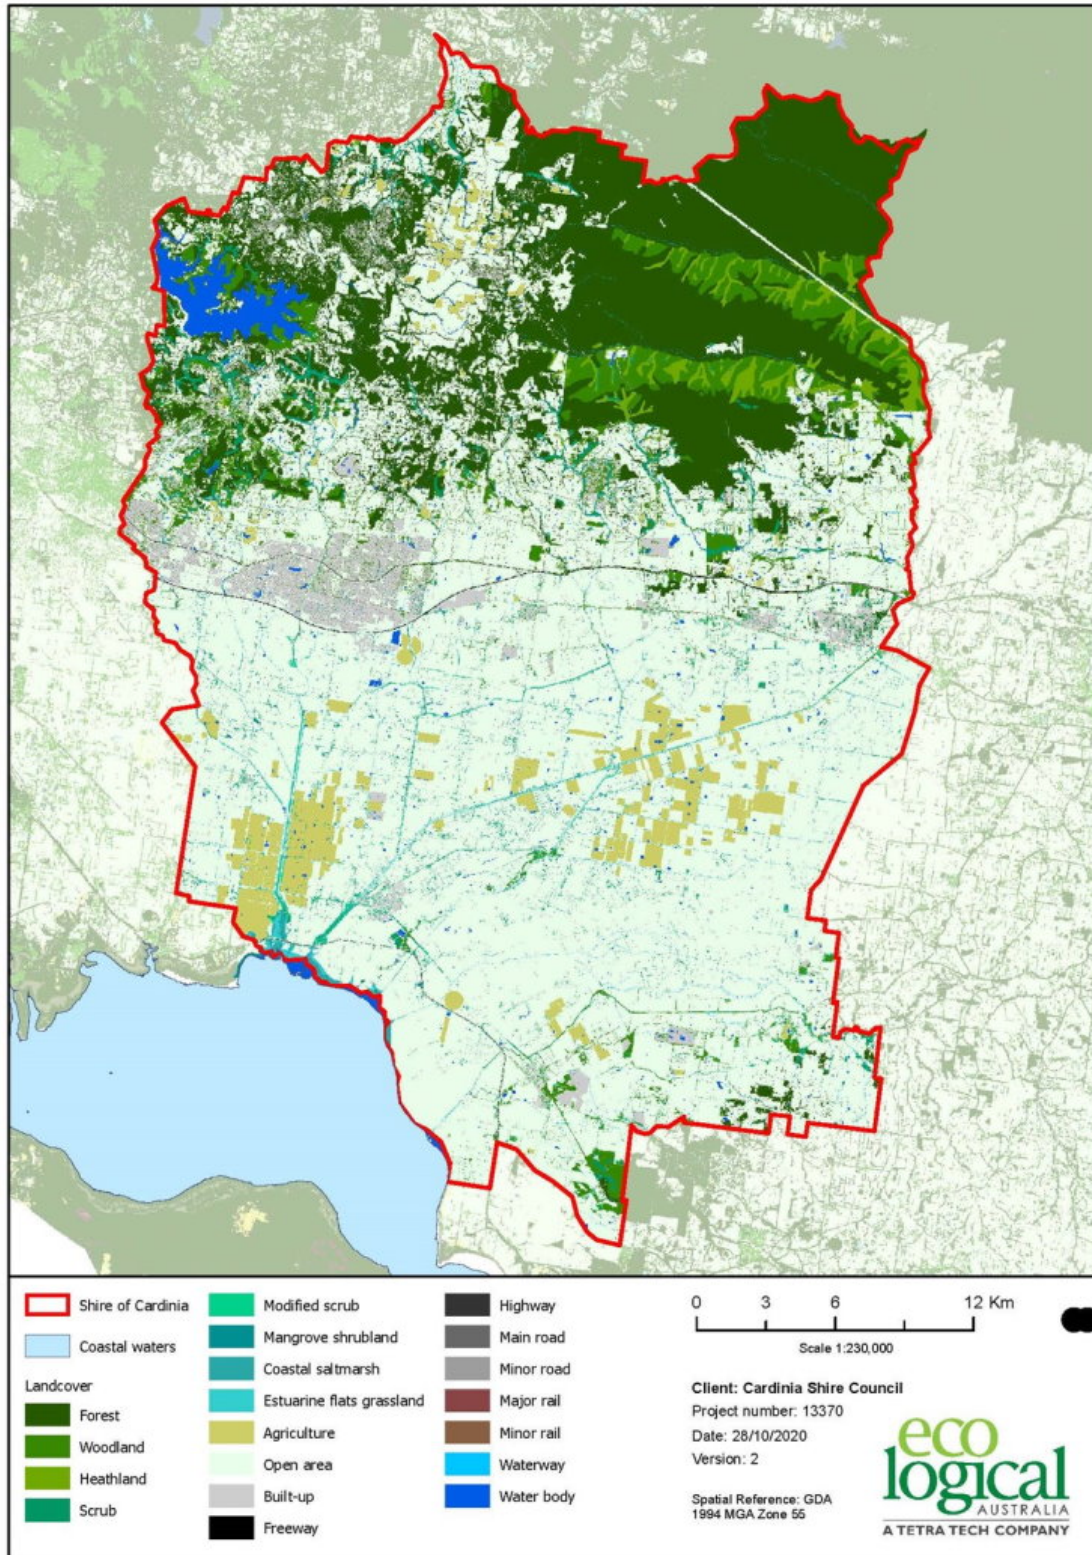 Shire of Cardinia
Coastal waters
Landcover
Forest
Woodland
Heathland
Scrub
Modified scrub
Mangrove shrubland
Coastal saltmarsh
Estuarine flats grassland
Agriculture
Open area
Built-up
Freeway
Highway
Main road
Minor road
Major rail
Minor rail
Waterway
Water body
0 3 6 12 Km
Scale 1:230,000
Client: Cardinia Shire Council
Project number: 13370
Date: 28/10/2020
Version: 2
Spatial Reference: GDA
1994 MGA Zone 55
eco
logical
AUSTRALIA
A TETRA TECH COMPANY